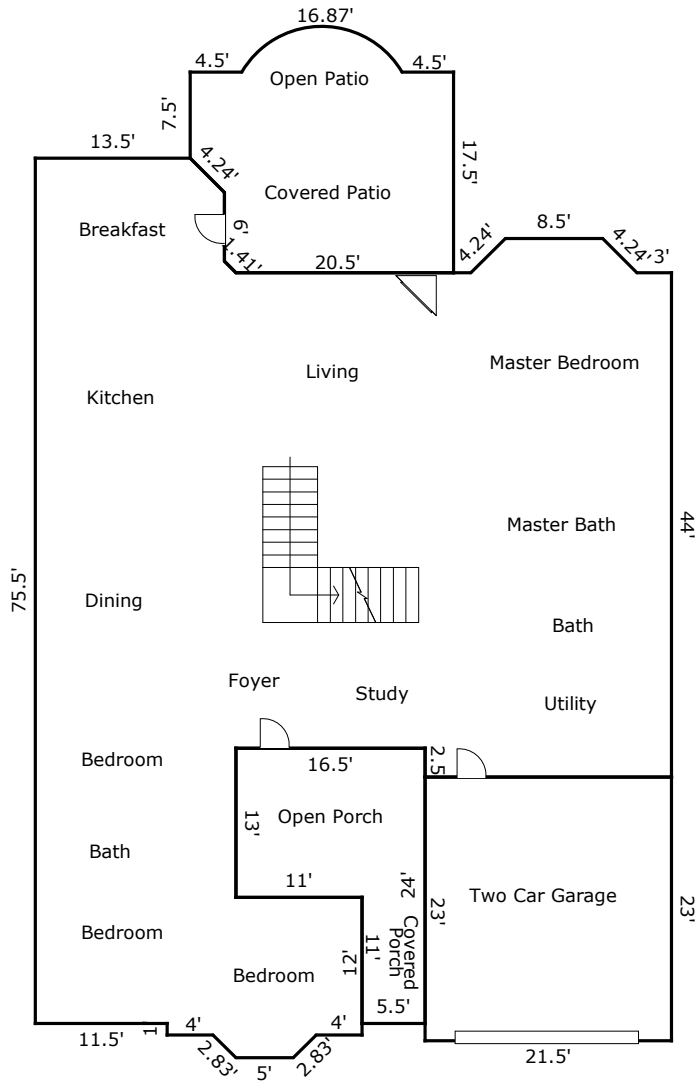 16.87'
4.5'
4.5'
Open Patio
7.5'
13.5'
4.24'
17.5'
Covered Patio
Breakfast
6'
1.41'
20.5'
4.24'
8.5'
4.24'
3'
Living
Master Bedroom
Kitchen
Master Bath
44'
75.5'
Dining
Bath
Foyer
Study
Utility
Bedroom
16.5'
2.5
13'
Open Porch
Bath
11'
24'
Two Car Garage
23'
23'
Bedroom
12'
11'
Covered
Porch
Bedroom
5.5'
11.5'
1'
4'
2.83'
5'
2.83'
4'
21.5'